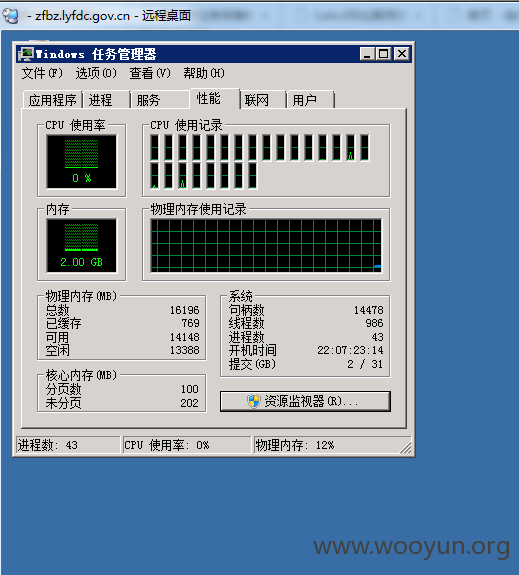 - zfbz.lyfdc.gov.cn - 远程桌面
Windows 任务管理器
文件(F) 选项(O) 查看(V) 帮助(H)
应用程序 进程 服务 性能 联网 用户
CPU 使用率 CPU 使用记录
0 %
内存 物理内存使用记录
2.00 GB
物理内存(MB) 系统
总数 16196 句柄数 14478
已缓存 769 线程数 986
可用 14148 进程数 43
空闲 13388 开机时间 22:07:23:14
提交(GB) 2 / 31
核心内存(MB)
分页数 100
未分页 202
资源监视器(R)...
进程数: 43 CPU 使用率: 0% 物理内存: 12%
www.wooyun.org